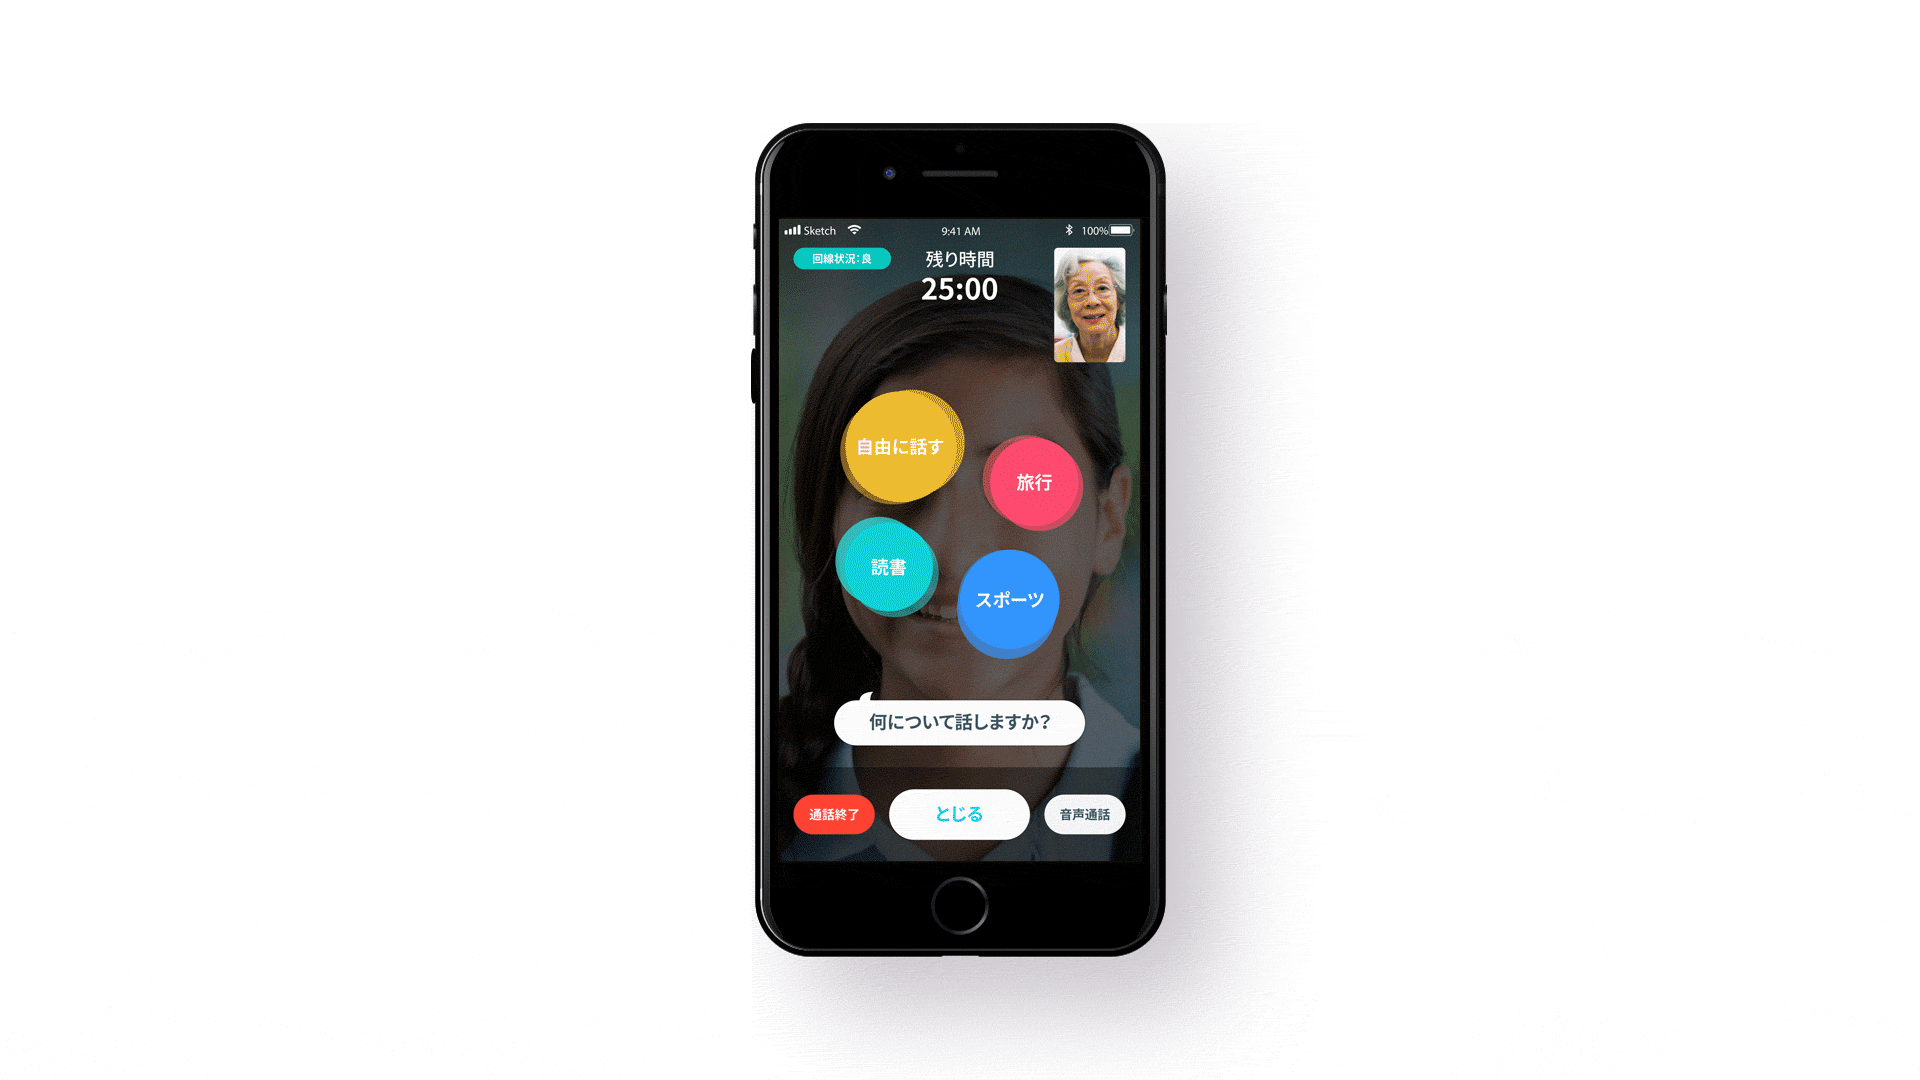 Sketch 9:41 AM 100%
回線状況:良
残り時間
25:00
自由に話す
旅行
読書
スポーツ
何について話しますか?
通話終了
とじる
音声通話